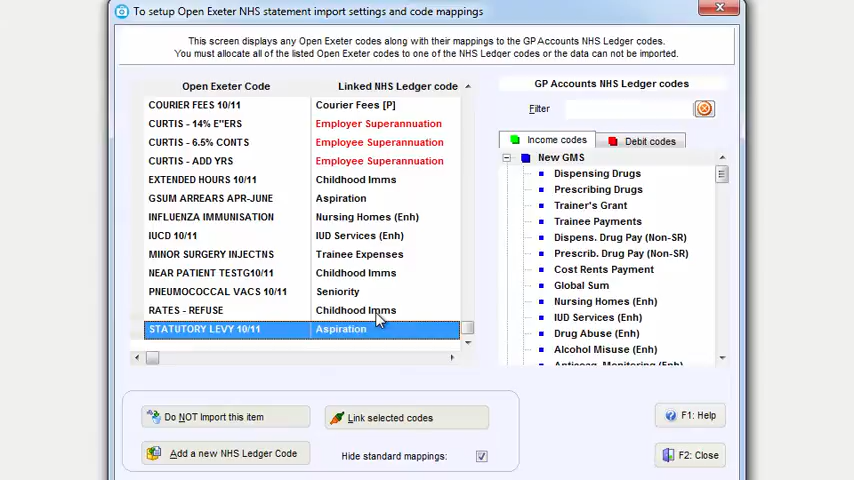 To setup Open Exeter NHS statement import settings and code mappings
This screen displays any Open Exeter codes along with their mappings to the GP Accounts NHS Ledger codes.
You must allocate all of the listed Open Exeter codes to one of the NHS Ledger codes or the data can not be imported.
Open Exeter Code Linked NHS Ledger code
COURIER FEES 10/11 Courier Fees [P]
CURTIS - 14% E"ERS Employer Superannuation
CURTIS - 6.5% CONTS Employee Superannuation
CURTIS - ADD YRS Employee Superannuation
EXTENDED HOURS 10/11 Childhood Imms
GSUM ARREARS APR-JUNE Aspiration
INFLUENZA IMMUNISATION Nursing Homes (Enh)
IUCD 10/11 IUD Services (Enh)
MINOR SURGERY INJECTNS Trainee Expenses
NEAR PATIENT TESTG10/11 Childhood Imms
PNEUMOCOCCAL VACS 10/11 Seniority
RATES - REFUSE Childhood Imms
STATUTORY LEVY 10/11 Aspiration
GP Accounts NHS Ledger codes
Filter
Income codes Debit codes
New GMS
Dispensing Drugs
Prescribing Drugs
Trainer's Grant
Trainee Payments
Dispens. Drug Pay (Non-SR)
Prescrib. Drug Pay (Non-SR)
Cost Rents Payment
Global Sum
Nursing Homes (Enh)
IUD Services (Enh)
Drug Abuse (Enh)
Alcohol Misuse (Enh)
Anticoag. Monitoring (Enh)
Do NOT Import this item Link selected codes
Add a new NHS Ledger Code Hide standard mappings:
F1: Help
F2: Close